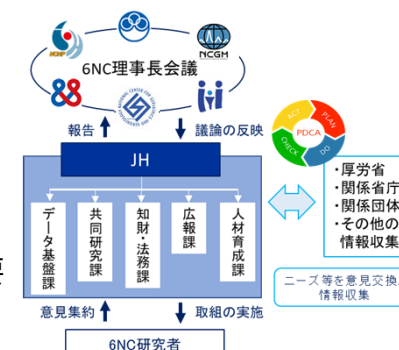 NCNP
NCGM
6NC理事長会議
報告
議論の反映
ACT
PLAN
PDCA
CHECK
DO
JH
データ基盤課
共同研究課
知財・法務課
広報課
人材育成課
・厚労省
・関係省庁
・関係団体
・その他の
情報収集
ニーズ等を意見交換
情報収集
意見集約
取組の実施
6NC研究者